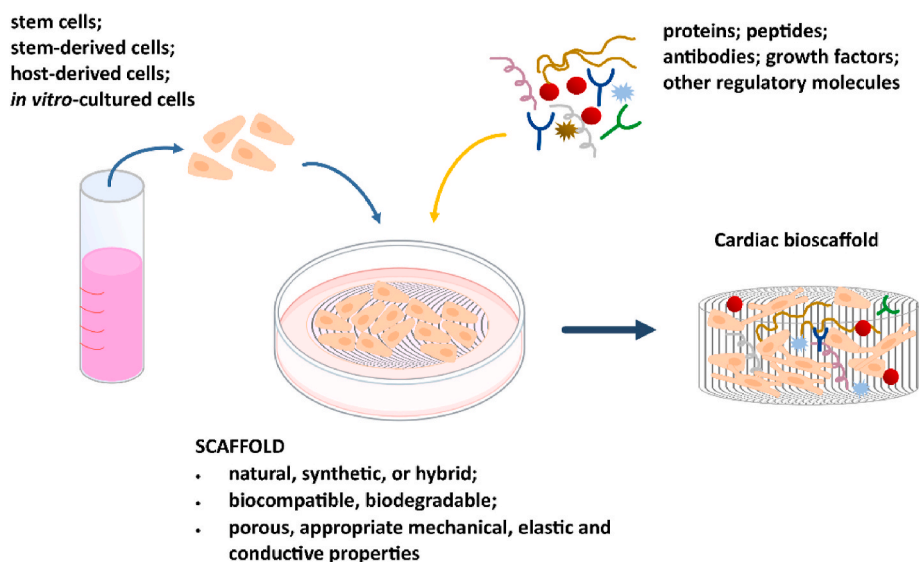 stem cells;
stem-derived cells;
host-derived cells;
in vitro-cultured cells
proteins; peptides;
antibodies; growth factors;
other regulatory molecules
Cardiac bioscaffold
SCAFFOLD
• natural, synthetic, or hybrid;
• biocompatible, biodegradable;
• porous, appropriate mechanical, elastic and
conductive properties